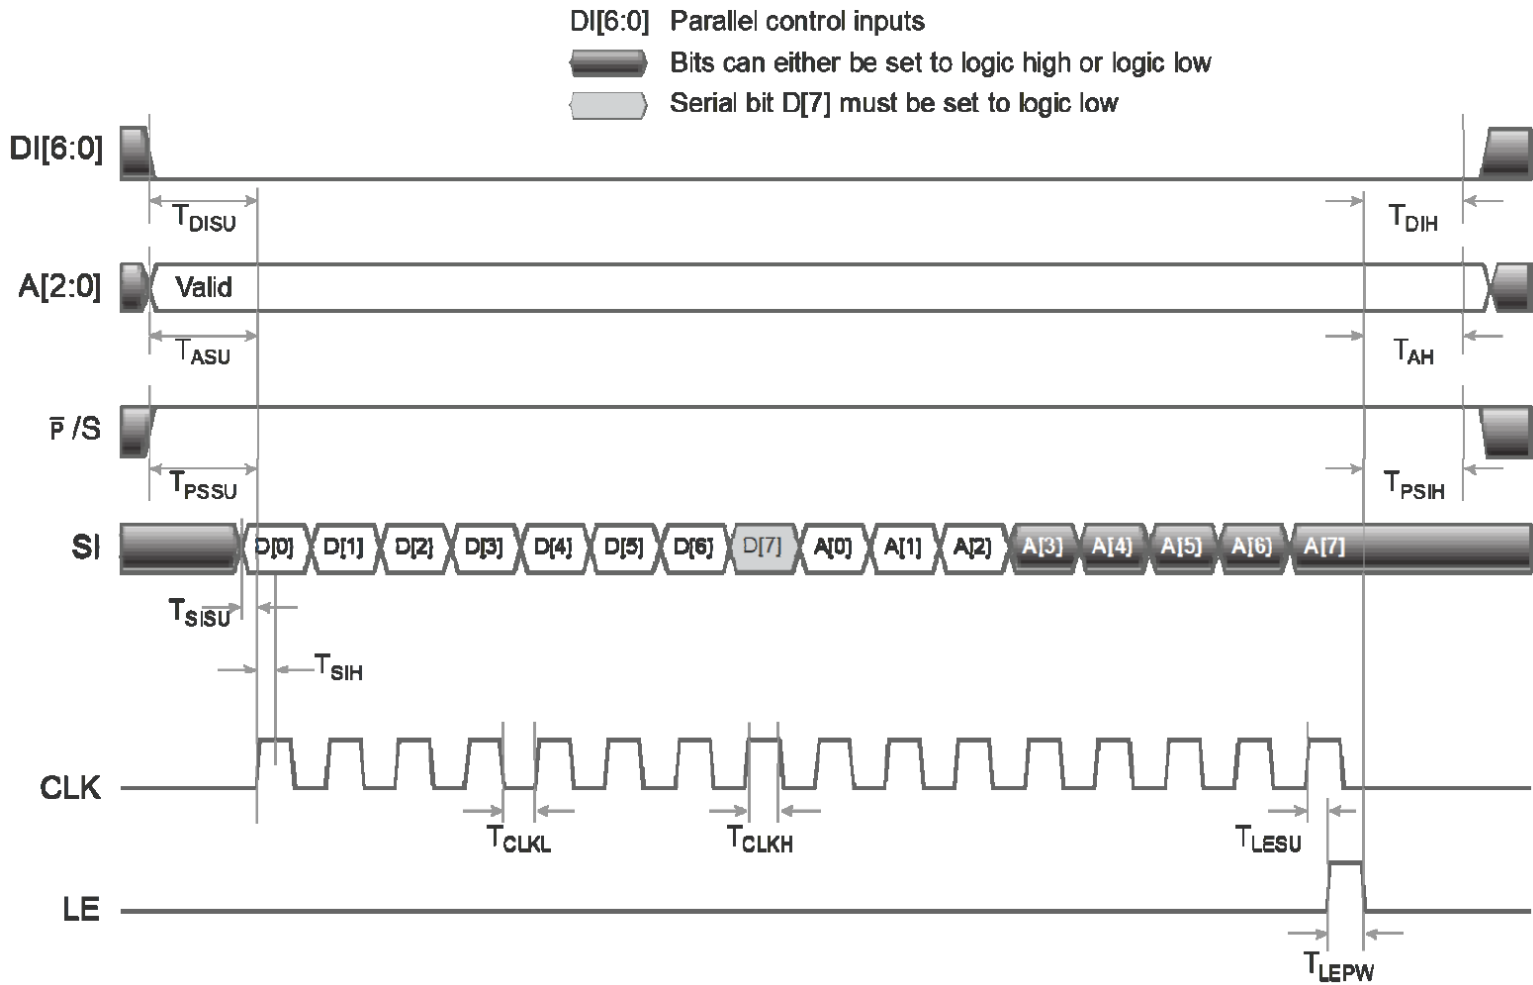 DI[6:0] Parallel control inputs
Bits can either be set to logic high or logic low
Serial bit D[7] must be set to logic low
DI[6:0]
TDISU
TDIH
A[2:0]
Valid
TASU
TAH
P̅/S
TPSSU
TPSIH
SI
D[0] D[1] D[2] D[3] D[4] D[5] D[6] D[7] A[0] A[1] A[2] A[3] A[4] A[5] A[6] A[7]
TSISU
TSIH
CLK
TCLKL
TCLKH
TLESU
LE
TLEPW